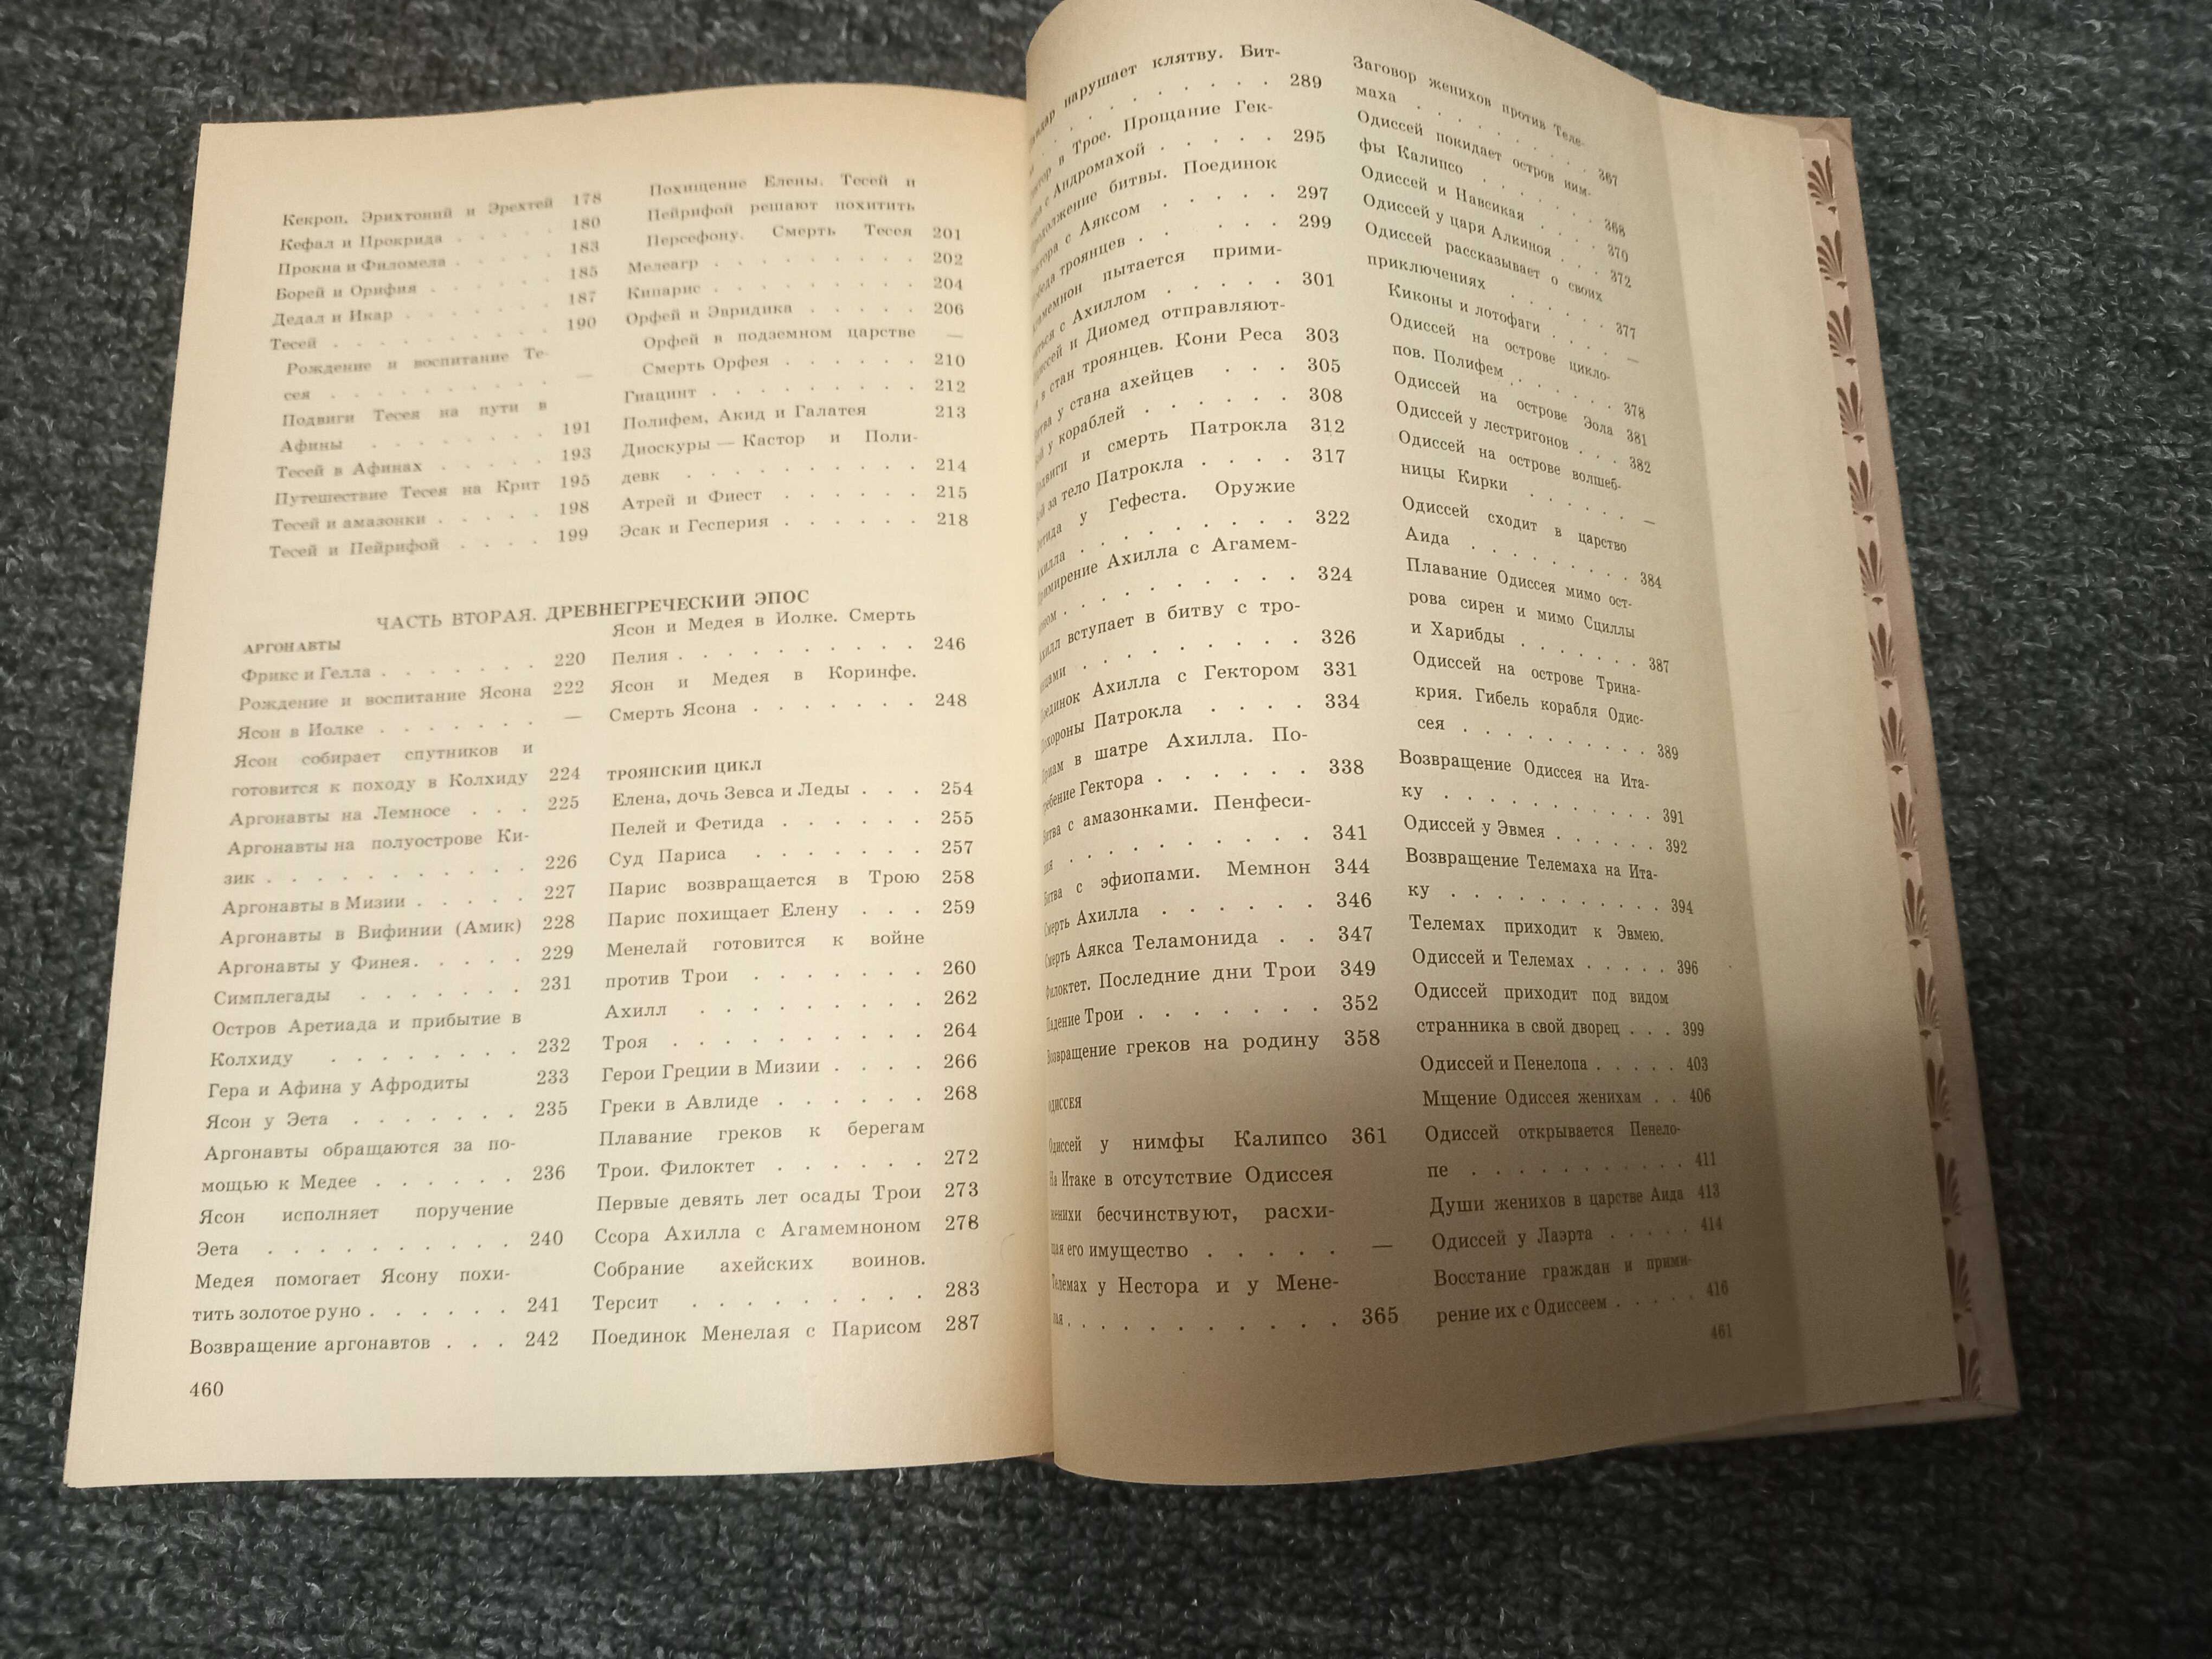 Кекроп, Эрихтоний и Эрехтей 178
Кефал и Прокрида . . . . . 180
Прокна и Филомела . . . . . 183
Борей и Орифия . . . . . . 185
Дедал и Икар . . . . . . . 187
Тесей . . . . . . . . 190
Рождение и воспитание Те-
сея . . . . . . . . —
Подвиги Тесея на пути в
Афины . . . . . . . 191
Тесей в Афинах . . . . . 193
Путешествие Тесея на Крит 195
Тесей и амазонки . . . . . 198
Тесей и Пейрифой . . . . 199
Похищение Елены. Тесей и
Пейрифой решают похитить
Персефону. Смерть Тесея 201
Мелеагр . . . . . . . . . 202
Кипарис . . . . . . . . . 204
Орфей и Эвридика . . . . . 206
Орфей в подземном царстве —
Смерть Орфея . . . . . . 210
Гиацинт . . . . . . . . . 212
Полифем, Акид и Галатея 213
Диоскуры — Кастор и Поли-
девк . . . . . . . . . . 214
Атрей и Фиест . . . . . . 215
Эсак и Гесперия . . . . . . 218
ЧАСТЬ ВТОРАЯ. ДРЕВНЕГРЕЧЕСКИЙ ЭПОС
АРГОНАВТЫ
Фрикс и Гелла . . . . . . . 220
Рождение и воспитание Ясона 222
Ясон в Иолке . . . . . . —
Ясон собирает спутников и
готовится к походу в Колхиду 224
Аргонавты на Лемносе . . . 225
Аргонавты на полуострове Ки-
зик . . . . . . . . . . . 226
Аргонавты в Мизии . . . . . 227
Аргонавты в Вифинии (Амик) 228
Аргонавты у Финея . . . . . 229
Симплегады . . . . . . . 231
Остров Аретиада и прибытие в
Колхиду . . . . . . . . 232
Гера и Афина у Афродиты 233
Ясон у Эета . . . . . . 235
Аргонавты обращаются за по-
мощью к Медее . . . . . . 236
Ясон исполняет поручение
Эета . . . . . . . . . . 240
Медея помогает Ясону похи-
тить золотое руно . . . . . . 241
Возвращение аргонавтов . . . 242
Ясон и Медея в Иолке. Смерть
Пелия . . . . . . . . . . 246
Ясон и Медея в Коринфе.
Смерть Ясона . . . . . . . 248
ТРОЯНСКИЙ ЦИКЛ
Елена, дочь Зевса и Леды . . . 254
Пелей и Фетида . . . . . . 255
Суд Париса . . . . . . . 257
Парис возвращается в Трою 258
Парис похищает Елену . . . 259
Менелай готовится к войне
против Трои . . . . . . . 260
Ахилл . . . . . . . . 262
Троя . . . . . . . . . . 264
Герои Греции в Мизии . . . . 266
Греки в Авлиде . . . . . . 268
Плавание греков к берегам
Трои. Филоктет . . . . . . 272
Первые девять лет осады Трои 273
Ссора Ахилла с Агамемноном 278
Собрание ахейских воинов.
Терсит . . . . . . . . . 283
Поединок Менелая с Парисом 287
460
нарушает клятву. Бит-
. . . . . . . . 289
в Трое. Прощание Гек-
с Андромахой . . . . . 295
битвы. Поединок
с Аяксом . . . . . 297
троянцев . . . . . . 299
пытается прими-
с Ахиллом . . . . . 301
и Диомед отправляют-
в стан троянцев. Кони Реса 303
у стана ахейцев . . . 305
у кораблей . . . . . . 308
и смерть Патрокла 312
за тело Патрокла . . . . 317
у Гефеста. Оружие
Ахилла . . . . . . . . . 322
Ахилла с Агамем-
. . . . . . . . . . 324
вступает в битву с тро-
. . . . . . . . . 326
Поединок Ахилла с Гектором 331
Похороны Патрокла . . . . 334
Приам в шатре Ахилла. По-
гребение Гектора . . . . . . 338
Битва с амазонками. Пенфеси-
лия . . . . . . . . . . 341
Битва с эфиопами. Мемнон 344
Смерть Ахилла . . . . . . 346
Смерть Аякса Теламонида . . 347
Филоктет. Последние дни Трои 349
Падение Трои . . . . . . . 352
Возвращение греков на родину 358
ОДИССЕЯ
Одиссей у нимфы Калипсо 361
На Итаке в отсутствие Одиссея
женихи бесчинствуют, расхи-
щая его имущество . . . . . —
Телемах у Нестора и у Мене-
лая . . . . . . . . . . . 365
Заговор женихов против Теле-
маха . . . . . . . . 367
Одиссей покидает остров ним-
фы Калипсо . . . . . . 368
Одиссей и Навсикая . . . . 370
Одиссей у царя Алкиноя . . . 372
Одиссей рассказывает о своих
приключениях . . . . . . 377
Киконы и лотофаги . . . . —
Одиссей на острове цикло-
пов. Полифем . . . . . . 378
Одиссей на острове Эола 381
Одиссей у лестригонов . . . 382
Одиссей на острове волшеб-
ницы Кирки . . . . . . —
Одиссей сходит в царство
Аида . . . . . . . . 384
Плавание Одиссея мимо ост-
рова сирен и мимо Сциллы
и Харибды . . . . . . . 387
Одиссей на острове Трина-
крия. Гибель корабля Одис-
сея . . . . . . . . . . 389
Возвращение Одиссея на Ита-
ку . . . . . . . . . . 391
Одиссей у Эвмея . . . . . . 392
Возвращение Телемаха на Ита-
ку . . . . . . . . . . . 394
Телемах приходит к Эвмею.
Одиссей и Телемах . . . . . 396
Одиссей приходит под видом
странника в свой дворец . . . 399
Одиссей и Пенелопа . . . . . 403
Мщение Одиссея женихам . . 406
Одиссей открывается Пенело-
пе . . . . . . . . . . . 411
Души женихов в царстве Аида 413
Одиссей у Лаэрта . . . . . 414
Восстание граждан и прими-
рение их с Одиссеем . . . . . 416
461